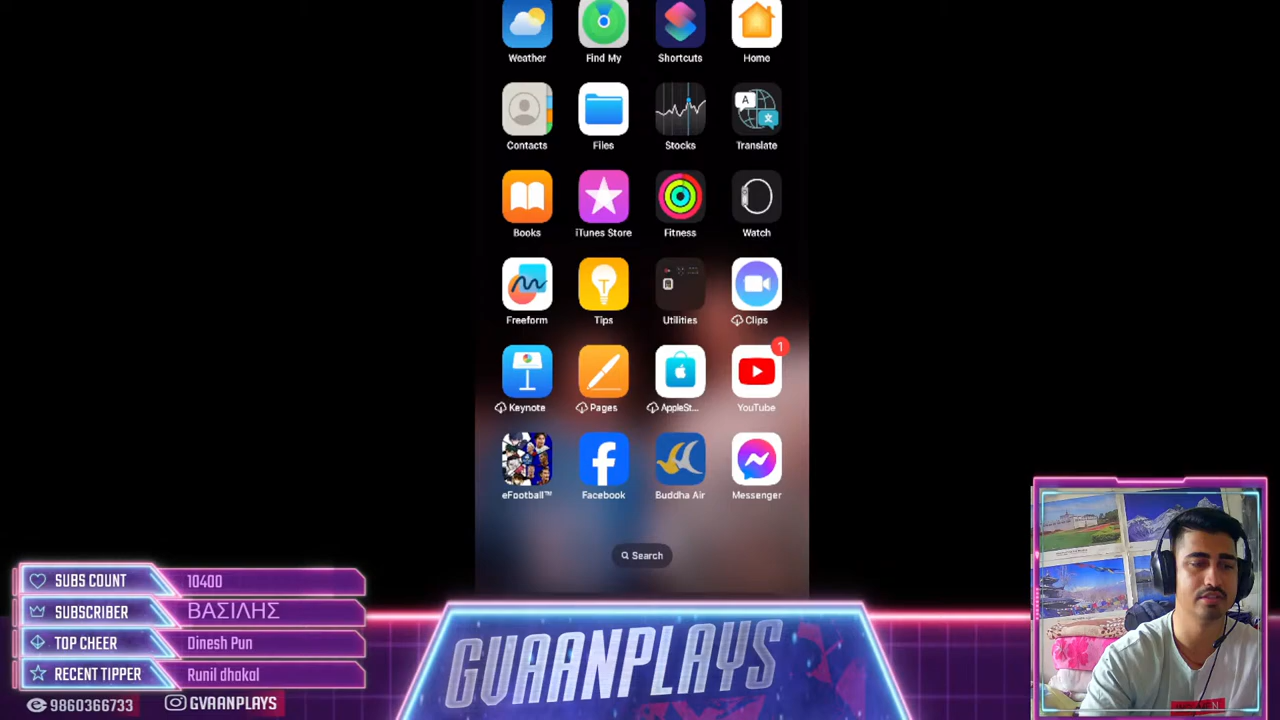 Weather Find My Shortcuts Home
Contacts Files Stocks Translate
Books iTunes Store Fitness Watch
Freeform Tips Utilities Clips
1
Keynote Pages AppleSt... YouTube
eFootball™ Facebook Buddha Air Messenger
Search
SUBS COUNT 10400
SUBSCRIBER ΒΑΣΙΛΗΣ
TOP CHEER Dinesh Pun
RECENT TIPPER Runil dhakal
9860366733 GVAANPLAYS
GVAANPLAYS